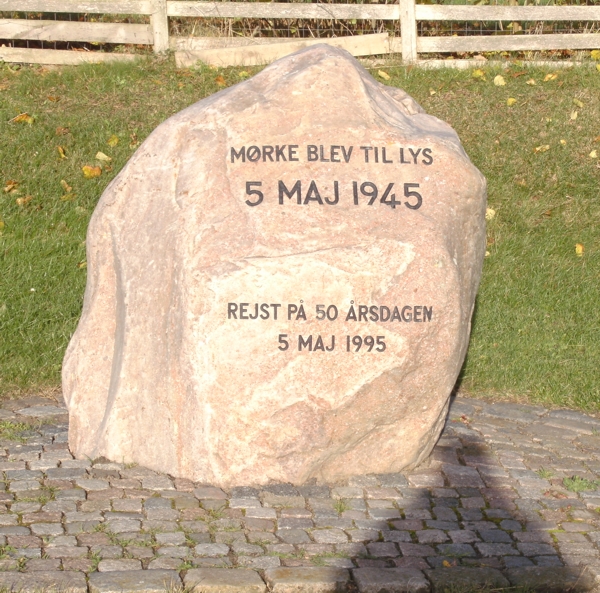 MØRKE BLEV TIL LYS
5 MAJ 1945
REJST PÅ 50 ÅRSDAGEN
5 MAJ 1995